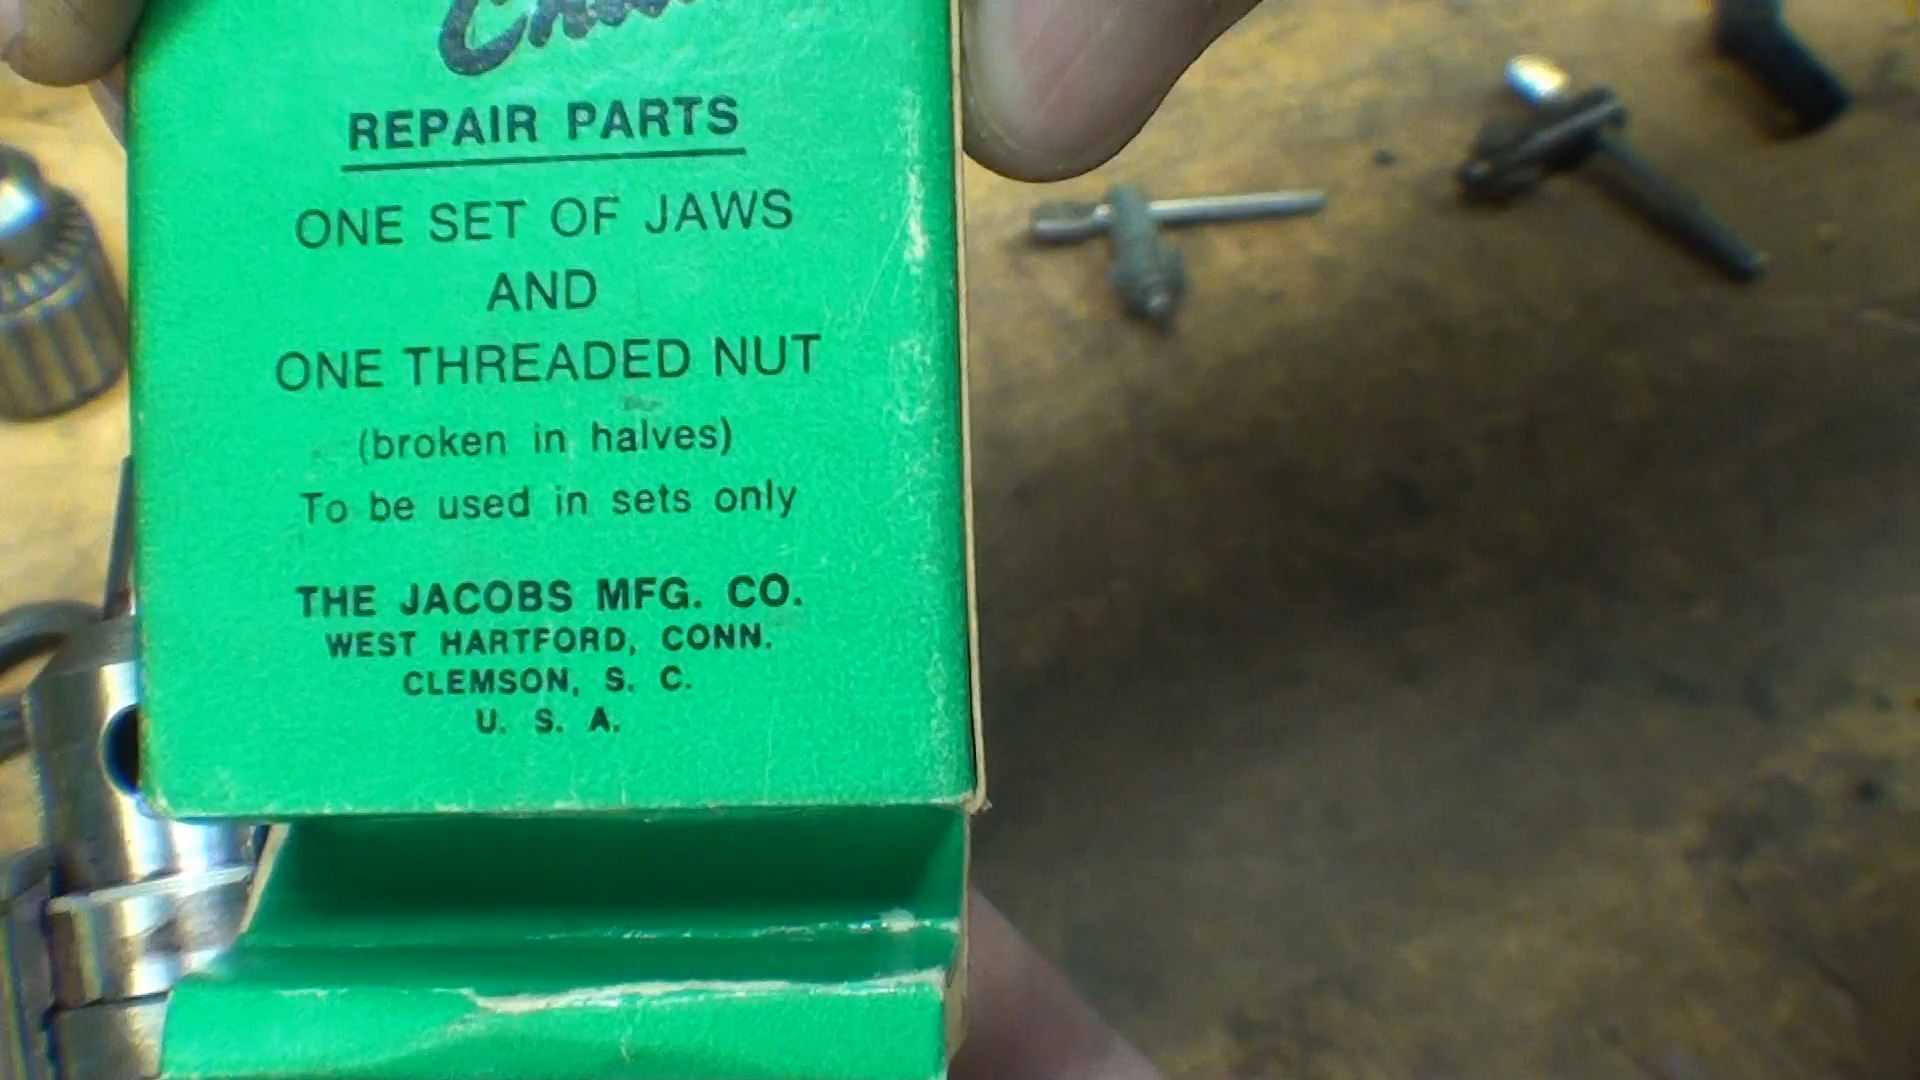 REPAIR PARTS
ONE SET OF JAWS
AND
ONE THREADED NUT
(broken in halves)
To be used in sets only
THE JACOBS MFG. CO.
WEST HARTFORD, CONN.
CLEMSON, S. C.
U. S. A.